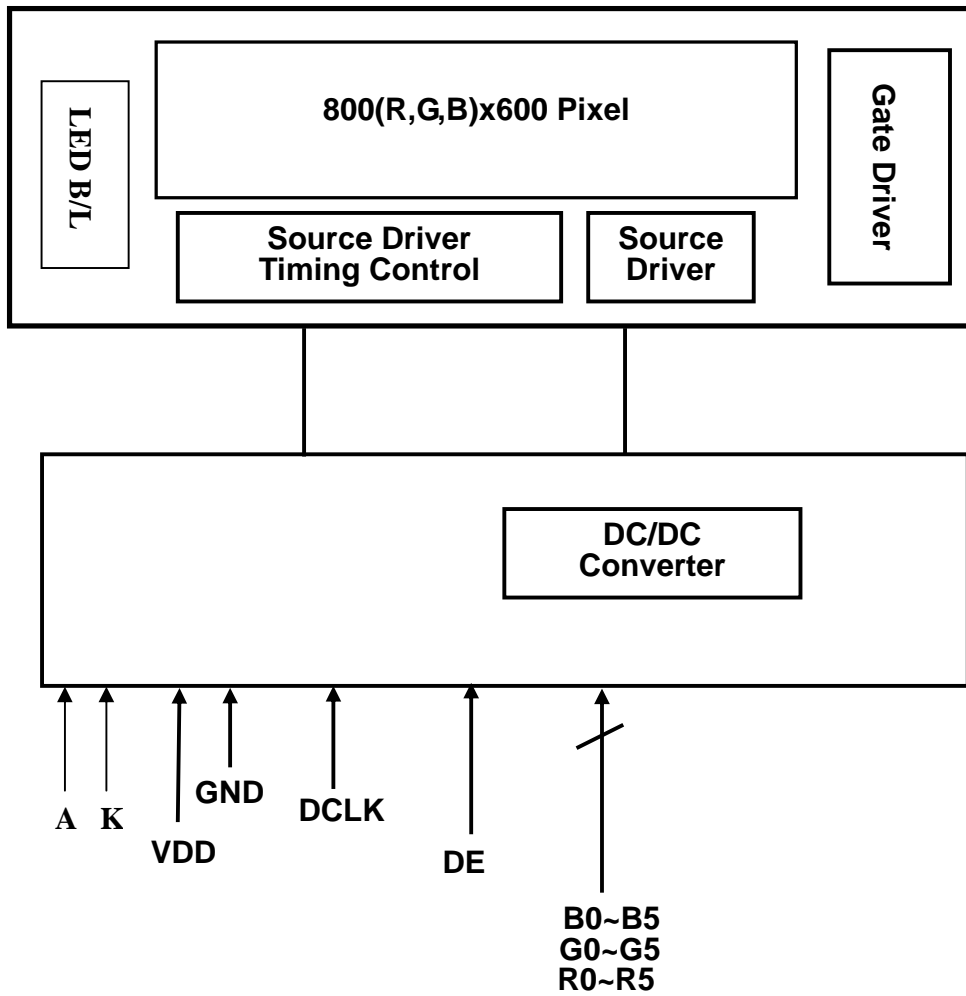 800(R,G,B)x600 Pixel
LED B/L
Gate Driver
Source Driver
Timing Control
Source
Driver
DC/DC
Converter
A
K
VDD
GND
DCLK
DE
B0~B5
G0~G5
R0~R5